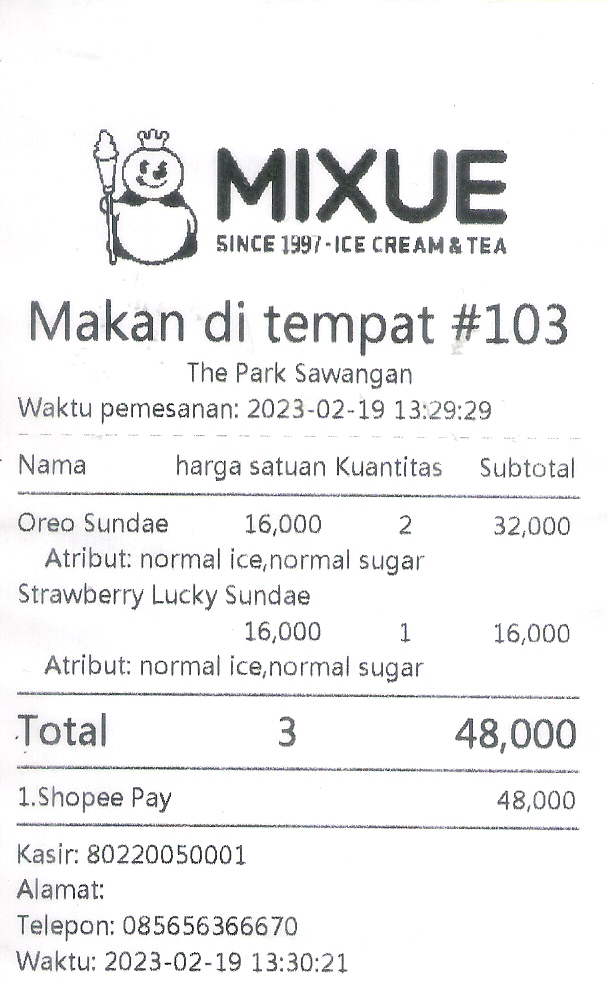 MIXUE
SINCE 1997-ICE CREAM & TEA
Makan di tempat #103
The Park Sawangan
Waktu pemesanan: 2023-02-19 13:29:29
Nama harga satuan Kuantitas Subtotal
Oreo Sundae 16,000 2 32,000
Atribut: normal ice,normal sugar
Strawberry Lucky Sundae
16,000 1 16,000
Atribut: normal ice,normal sugar
Total 3 48,000
1.Shopee Pay 48,000
Kasir: 80220050001
Alamat:
Telepon: 085656366670
Waktu: 2023-02-19 13:30:21